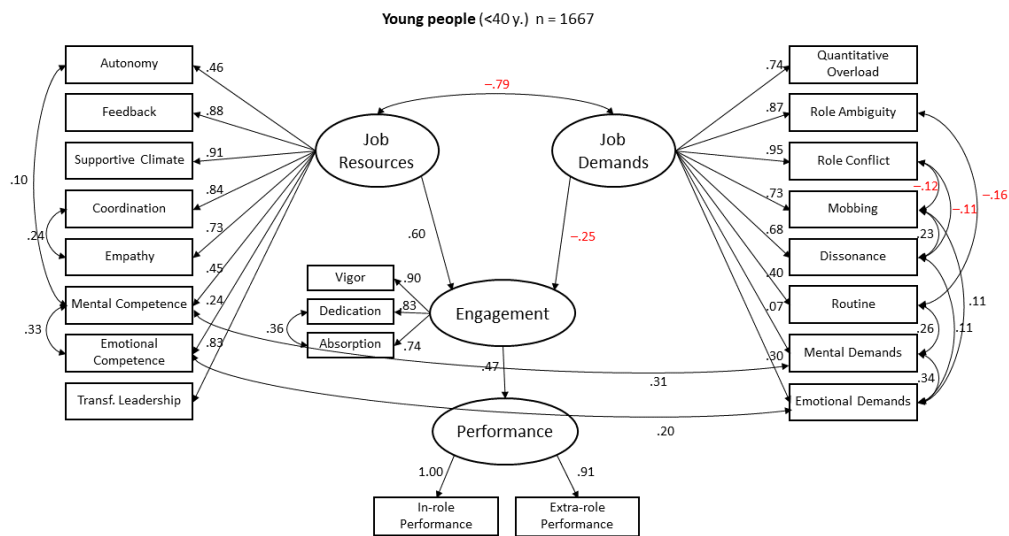 Young people (<40 y.) n = 1667
Autonomy
Feedback
Supportive Climate
Coordination
Empathy
Mental Competence
Emotional
Competence
Transf. Leadership
.10
.24
.33
.46
.88
.91
.84
.73
.45
.24
.83
Job
Resources
–.79
Job
Demands
.60
–.25
Vigor
Dedication
Absorption
.36
.90
.83
.74
Engagement
.47
.31
.20
Performance
1.00
.91
In-role
Performance
Extra-role
Performance
.74
.87
.95
.73
.68
.40
.07
.30
Quantitative
Overload
Role Ambiguity
Role Conflict
Mobbing
Dissonance
Routine
Mental Demands
Emotional Demands
–.12
–.11
–.16
.23
.11
.11
.26
.34